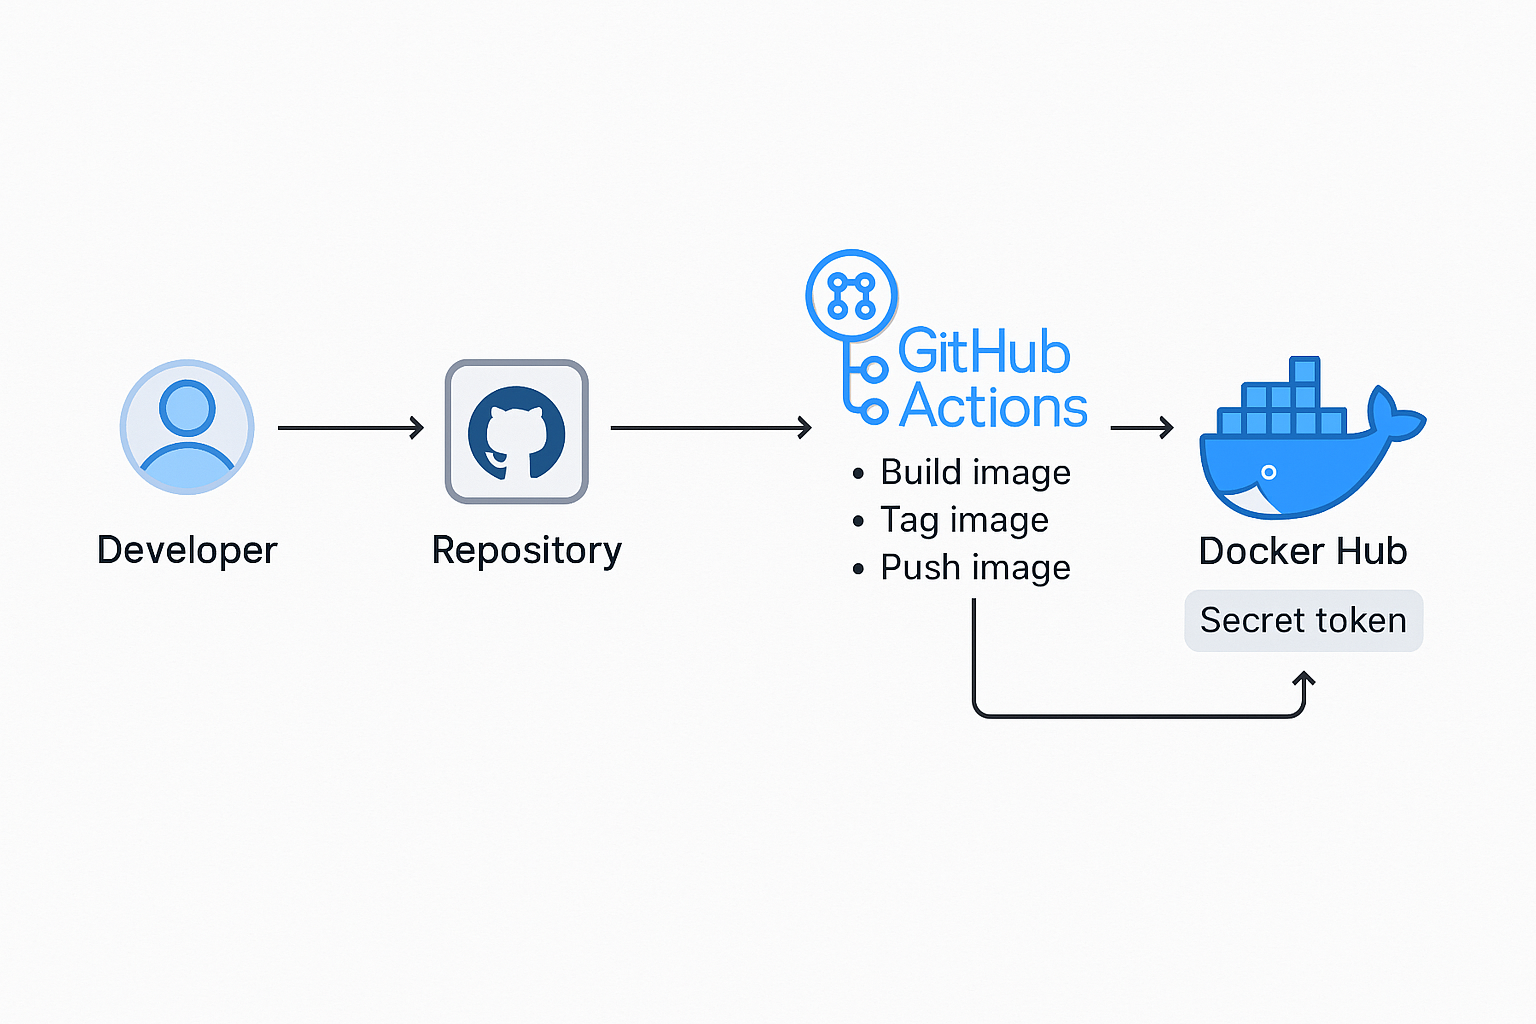 Developer
Repository
GitHub
Actions
• Build image
• Tag image
• Push image
Docker Hub
Secret token